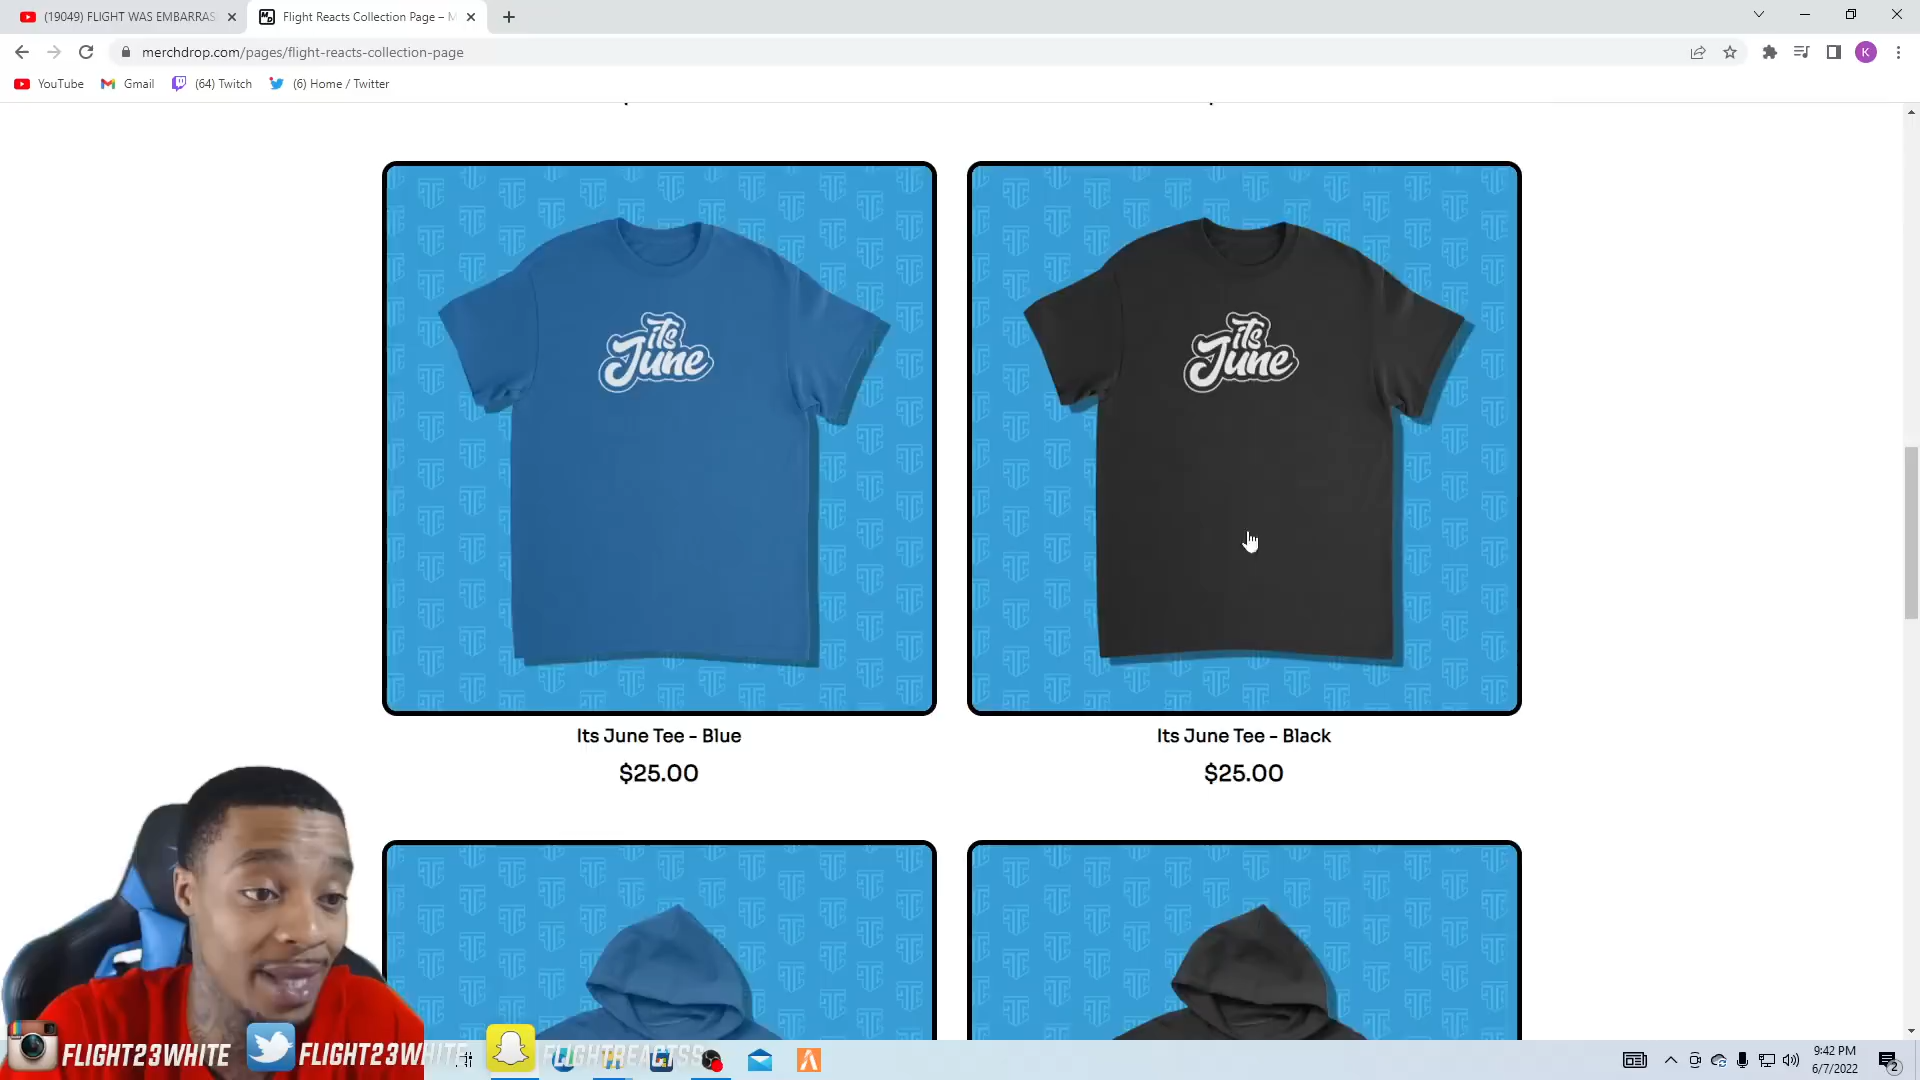 (19049) FLIGHT WAS EMBARRAS
Flight Reacts Collection Page – M
merchdrop.com/pages/flight-reacts-collection-page
K
YouTube
Gmail
(64) Twitch
(6) Home / Twitter
its
June
its
June
Its June Tee - Blue
Its June Tee - Black
$25.00
$25.00
FLIGHT23WHITE
FLIGHT23WHITE
FLIGHTREACTSS
9:42 PM
6/7/2022
2